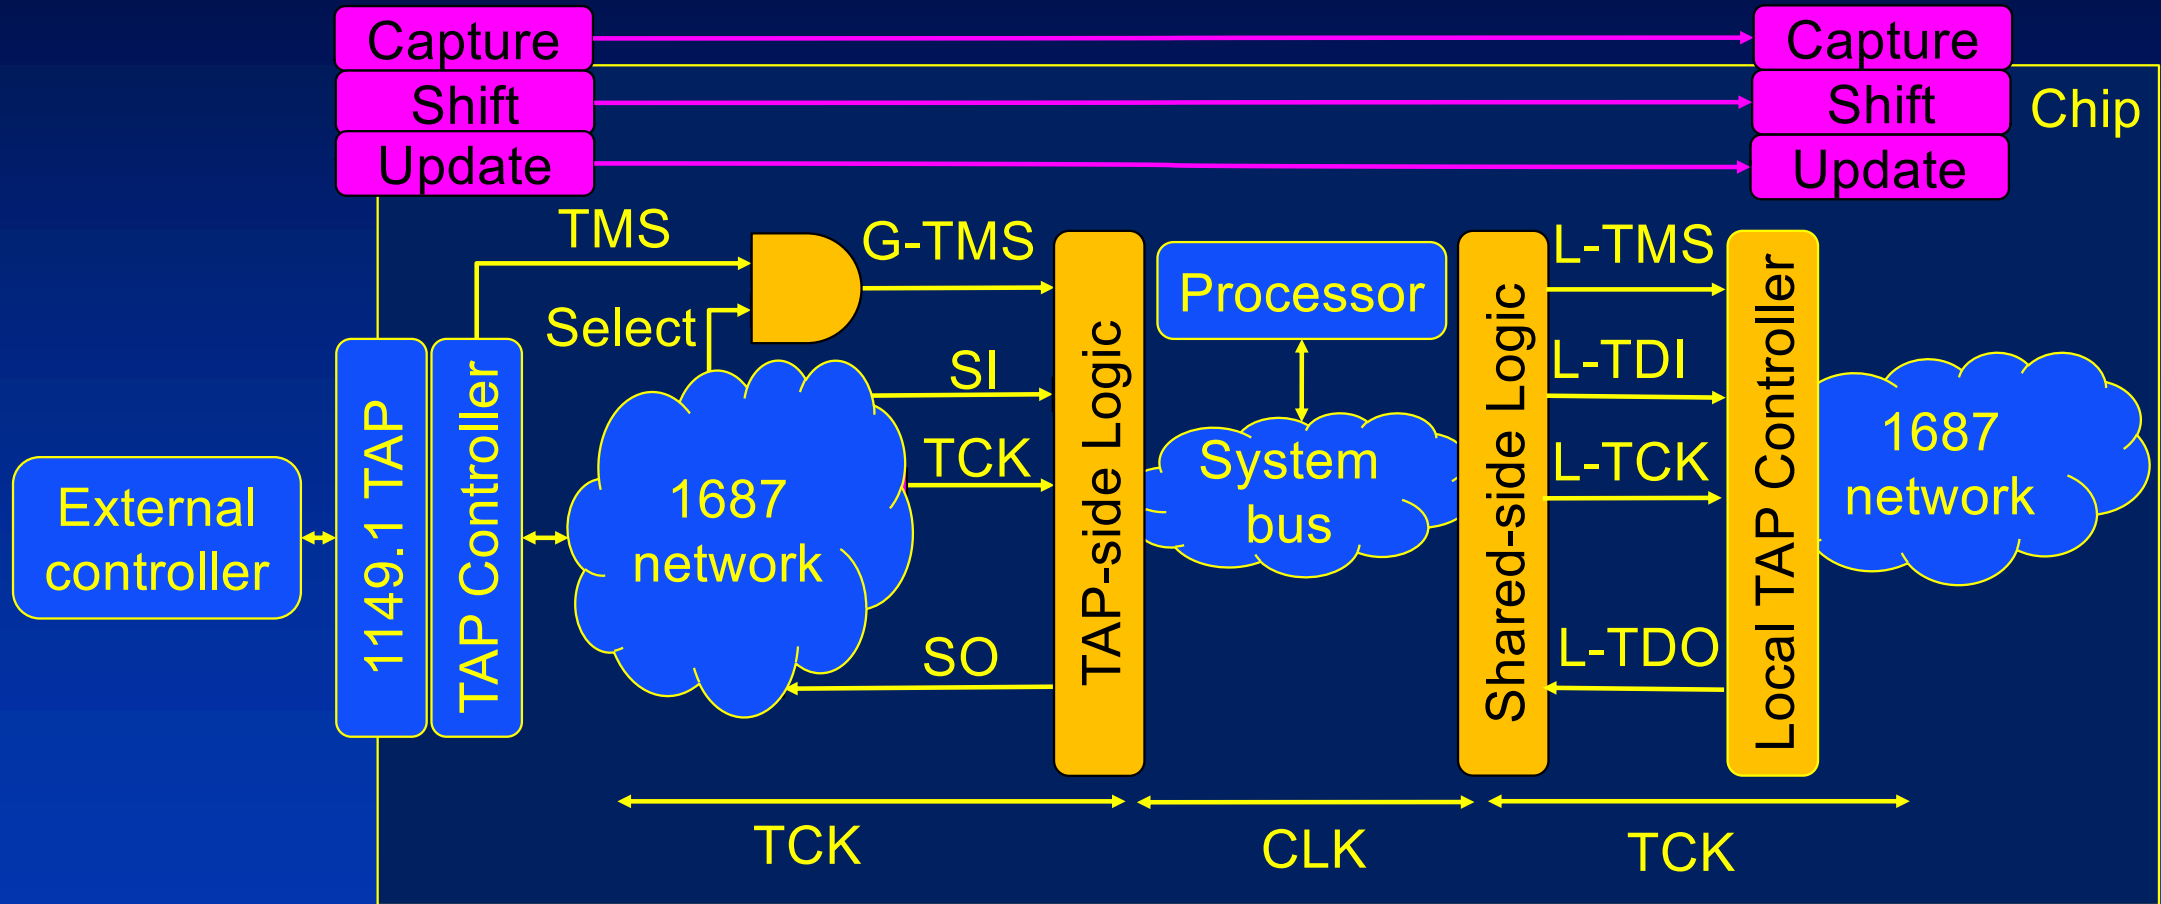 Capture
Capture
Shift
Shift
Chip
Update
Update
TMS
G-TMS
L-TMS
Select
Processor
SI
L-TDI
TCK
L-TCK
External
controller
1149.1 TAP
TAP Controller
1687
network
TAP-side Logic
System
bus
Shared-side Logic
Local TAP Controller
1687
network
SO
L-TDO
TCK
CLK
TCK